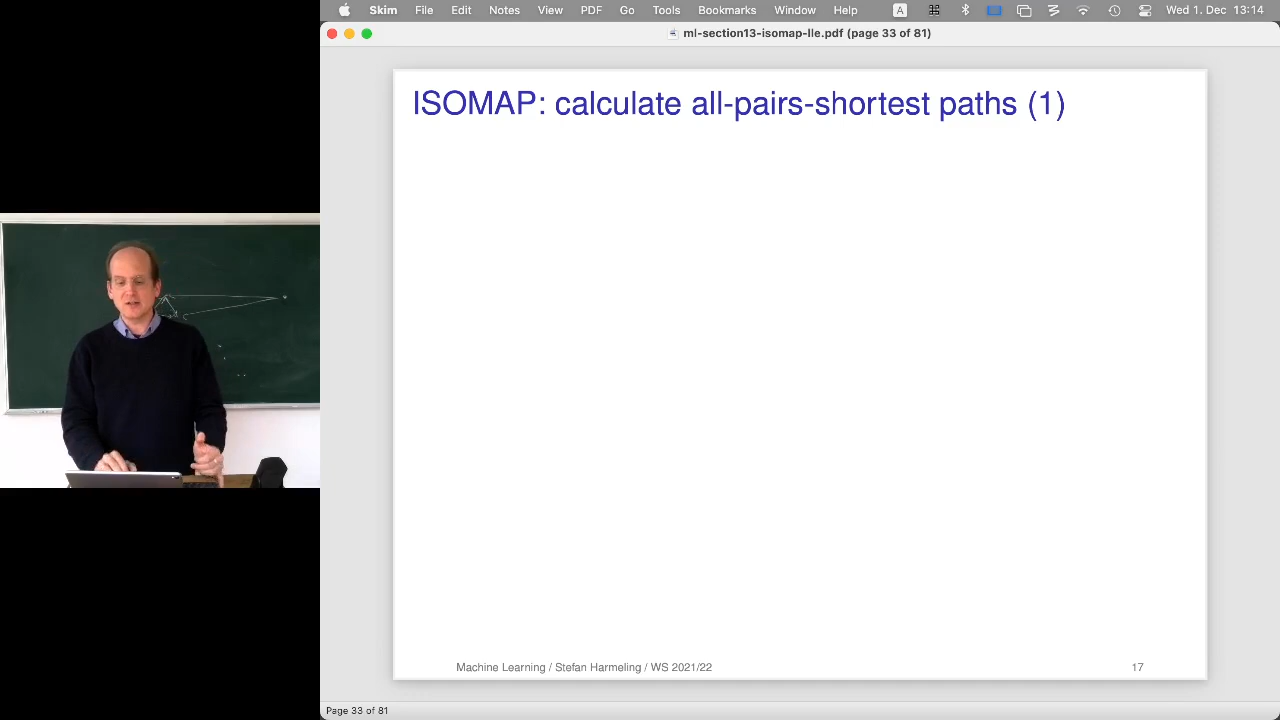 Skim File Edit Notes View PDF Go Tools Bookmarks Window Help A Wed 1. Dec 13:14
ml-section13-isomap-lle.pdf (page 33 of 81)
ISOMAP: calculate all-pairs-shortest paths (1)
Machine Learning / Stefan Harmeling / WS 2021/22 17
Page 33 of 81